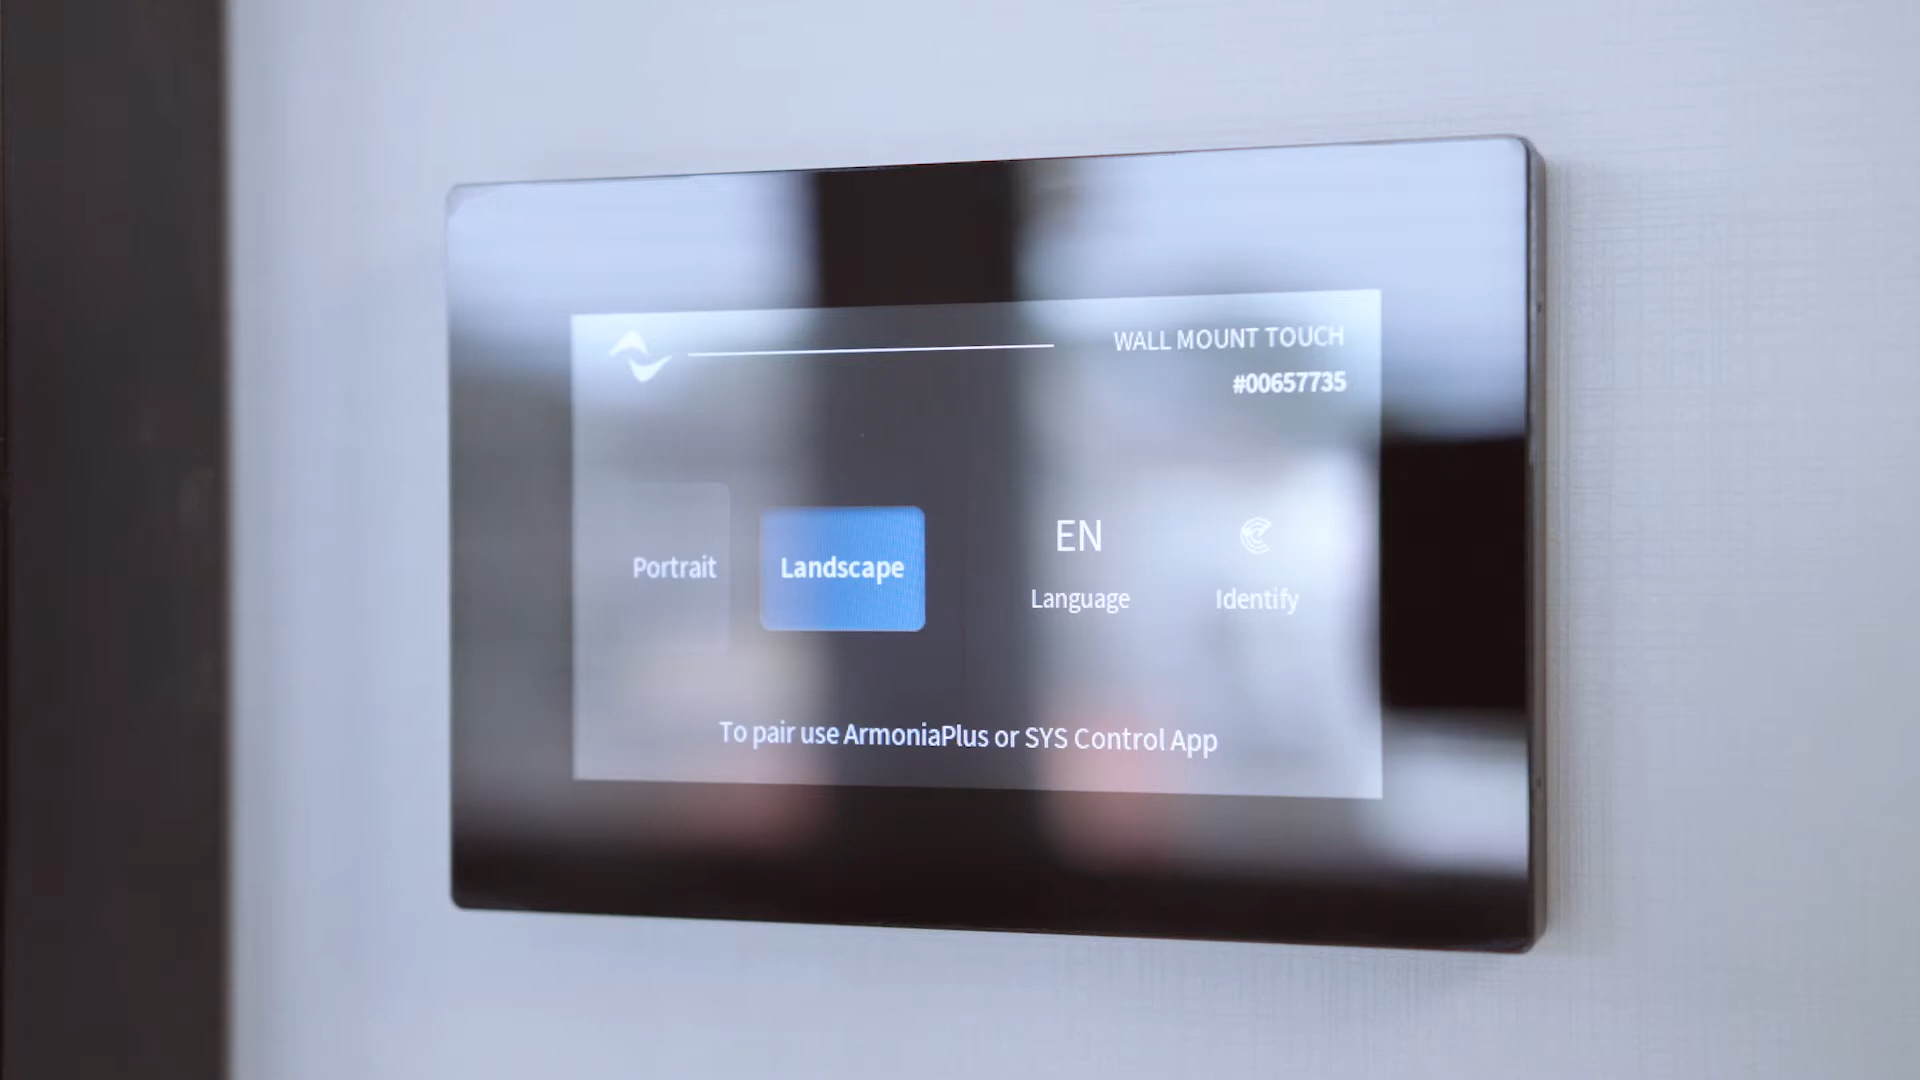 WALL MOUNT TOUCH
#00657735
Portrait
Landscape
EN
Language
Identify
To pair use ArmoniaPlus or SYS Control App